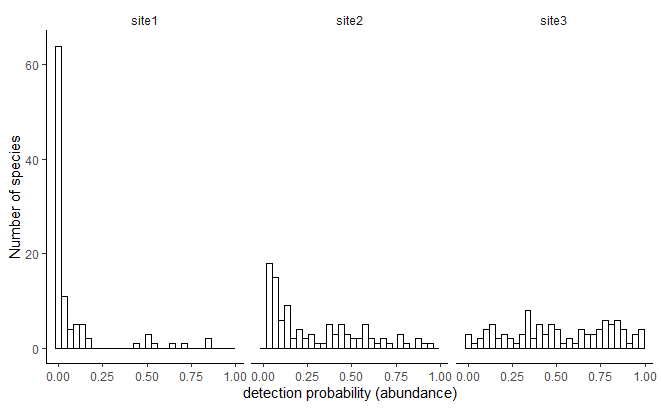 site1 site2 site3
60
40
20
0
Number of species
0.00 0.25 0.50 0.75 1.00 0.00 0.25 0.50 0.75 1.00 0.00 0.25 0.50 0.75 1.00
detection probability (abundance)